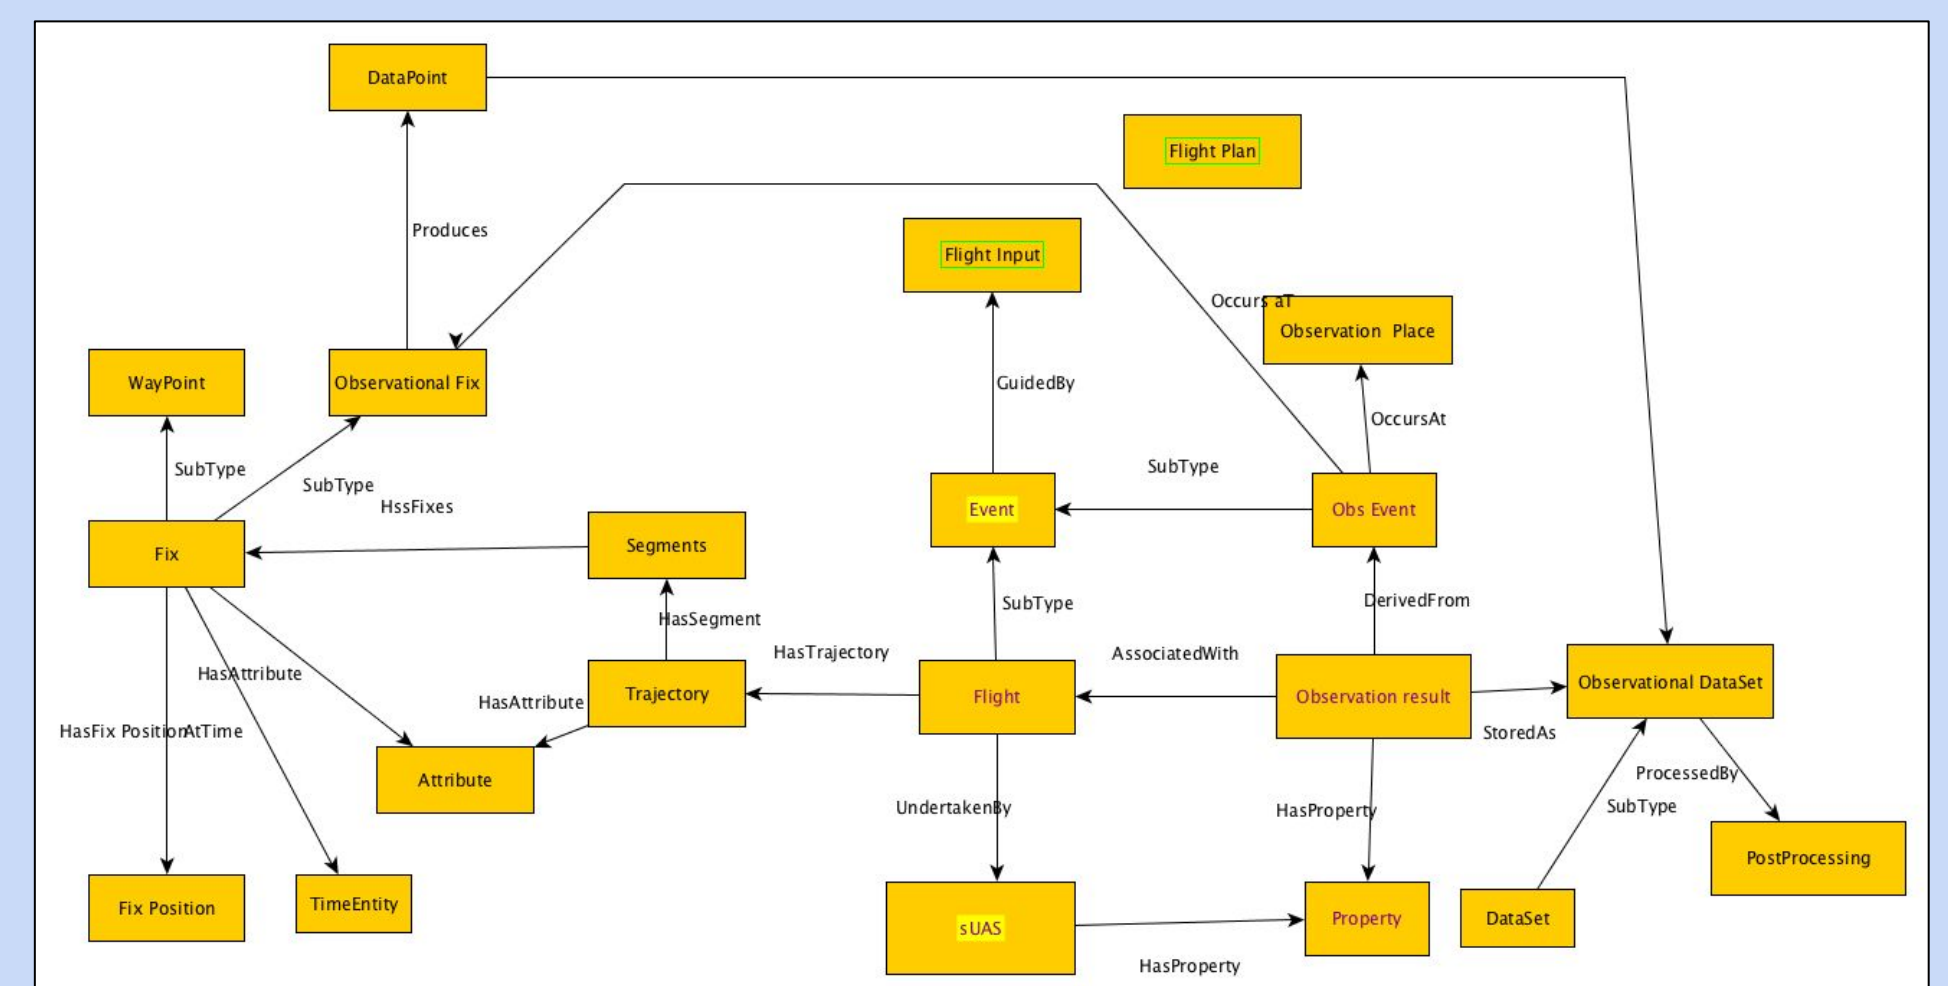 DataPoint
Flight Plan
Produces
Flight Input
Occurs aT
Observation Place
WayPoint
Observational Fix
GuidedBy
OccursAt
SubType
SubType
SubType
HssFixes
Event
Obs Event
Fix
Segments
SubType
DerivedFrom
HasSegment
HasTrajectory
AssociatedWith
HasAttribute
HasAttribute
Trajectory
Flight
Observation result
Observational DataSet
HasFix Position
AtTime
StoredAs
Attribute
ProcessedBy
UndertakenBy
HasProperty
SubType
PostProcessing
Fix Position
TimeEntity
sUAS
Property
DataSet
HasProperty